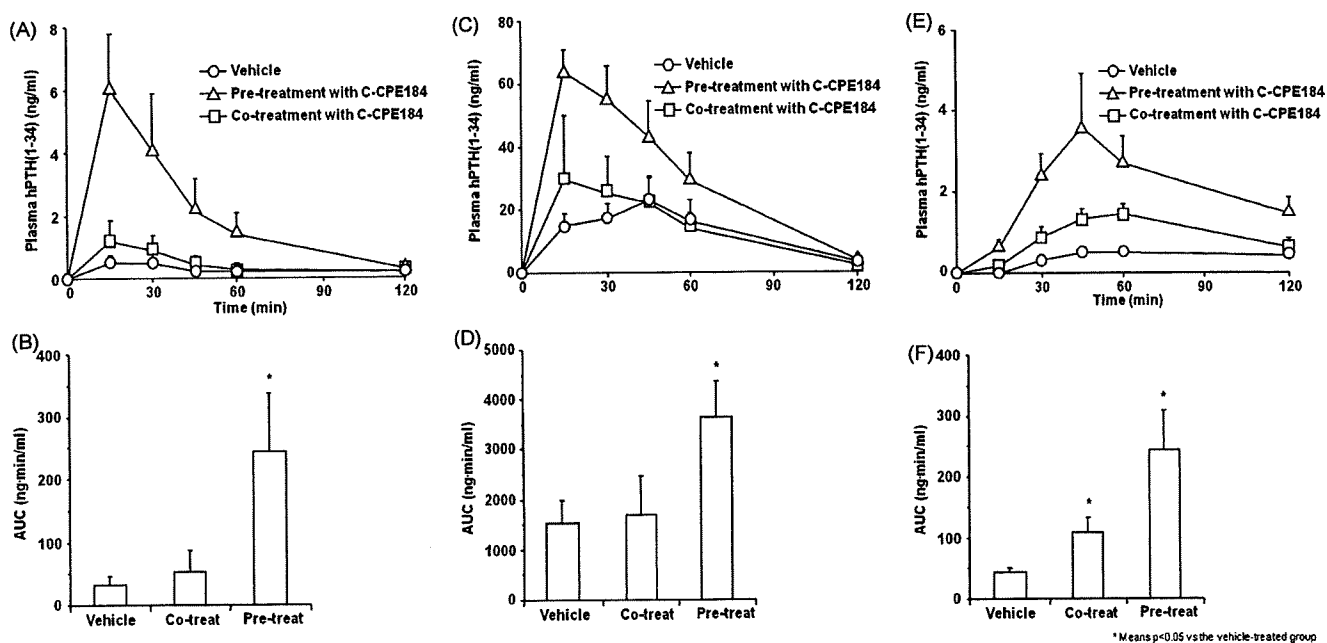 (A)
Plasma hPTH(1-34) (ng/ml)
8
6
4
2
0
Vehicle
Pre-treatment with C-CPE184
Co-treatment with C-CPE184
0 30 60 90 120
Time (min)
(C)
Plasma hPTH(1-34) (ng/ml)
80
60
40
20
0
Vehicle
Pre-treatment with C-CPE184
Co-treatment with C-CPE184
0 30 60 90 120
Time (min)
(E)
Plasma hPTH(1-34) (ng/ml)
6
4
2
0
Vehicle
Pre-treatment with C-CPE184
Co-treatment with C-CPE184
0 30 60 90 120
Time (min)
(B)
AUC (ng·min/ml)
400
300
200
100
0
*
Vehicle Co-treat Pre-treat
(D)
AUC (ng·min/ml)
5000
4000
3000
2000
1000
0
*
Vehicle Co-treat Pre-treat
(F)
AUC (ng·min/ml)
400
300
200
100
0
*
*
Vehicle Co-treat Pre-treat
* Means p<0.05 vs the vehicle-treated group